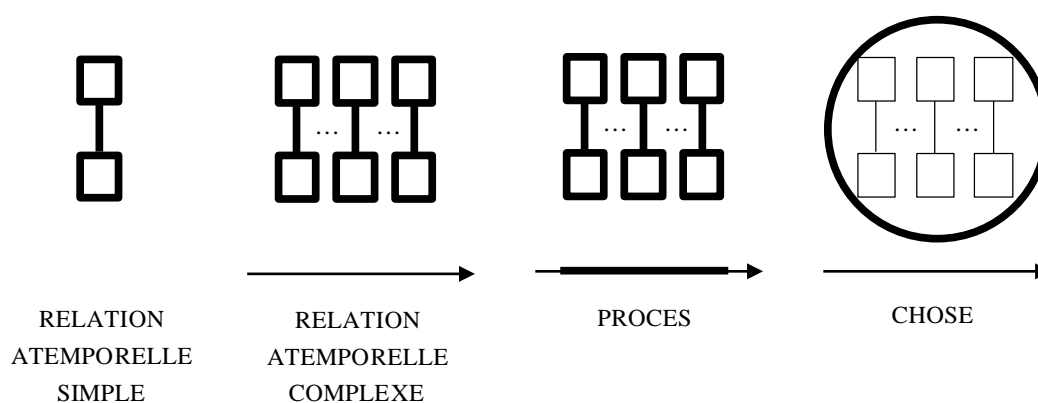 ... ...
... ...
... ...
RELATION
ATEMPORELLE
SIMPLE
RELATION
ATEMPORELLE
COMPLEXE
PROCES
CHOSE